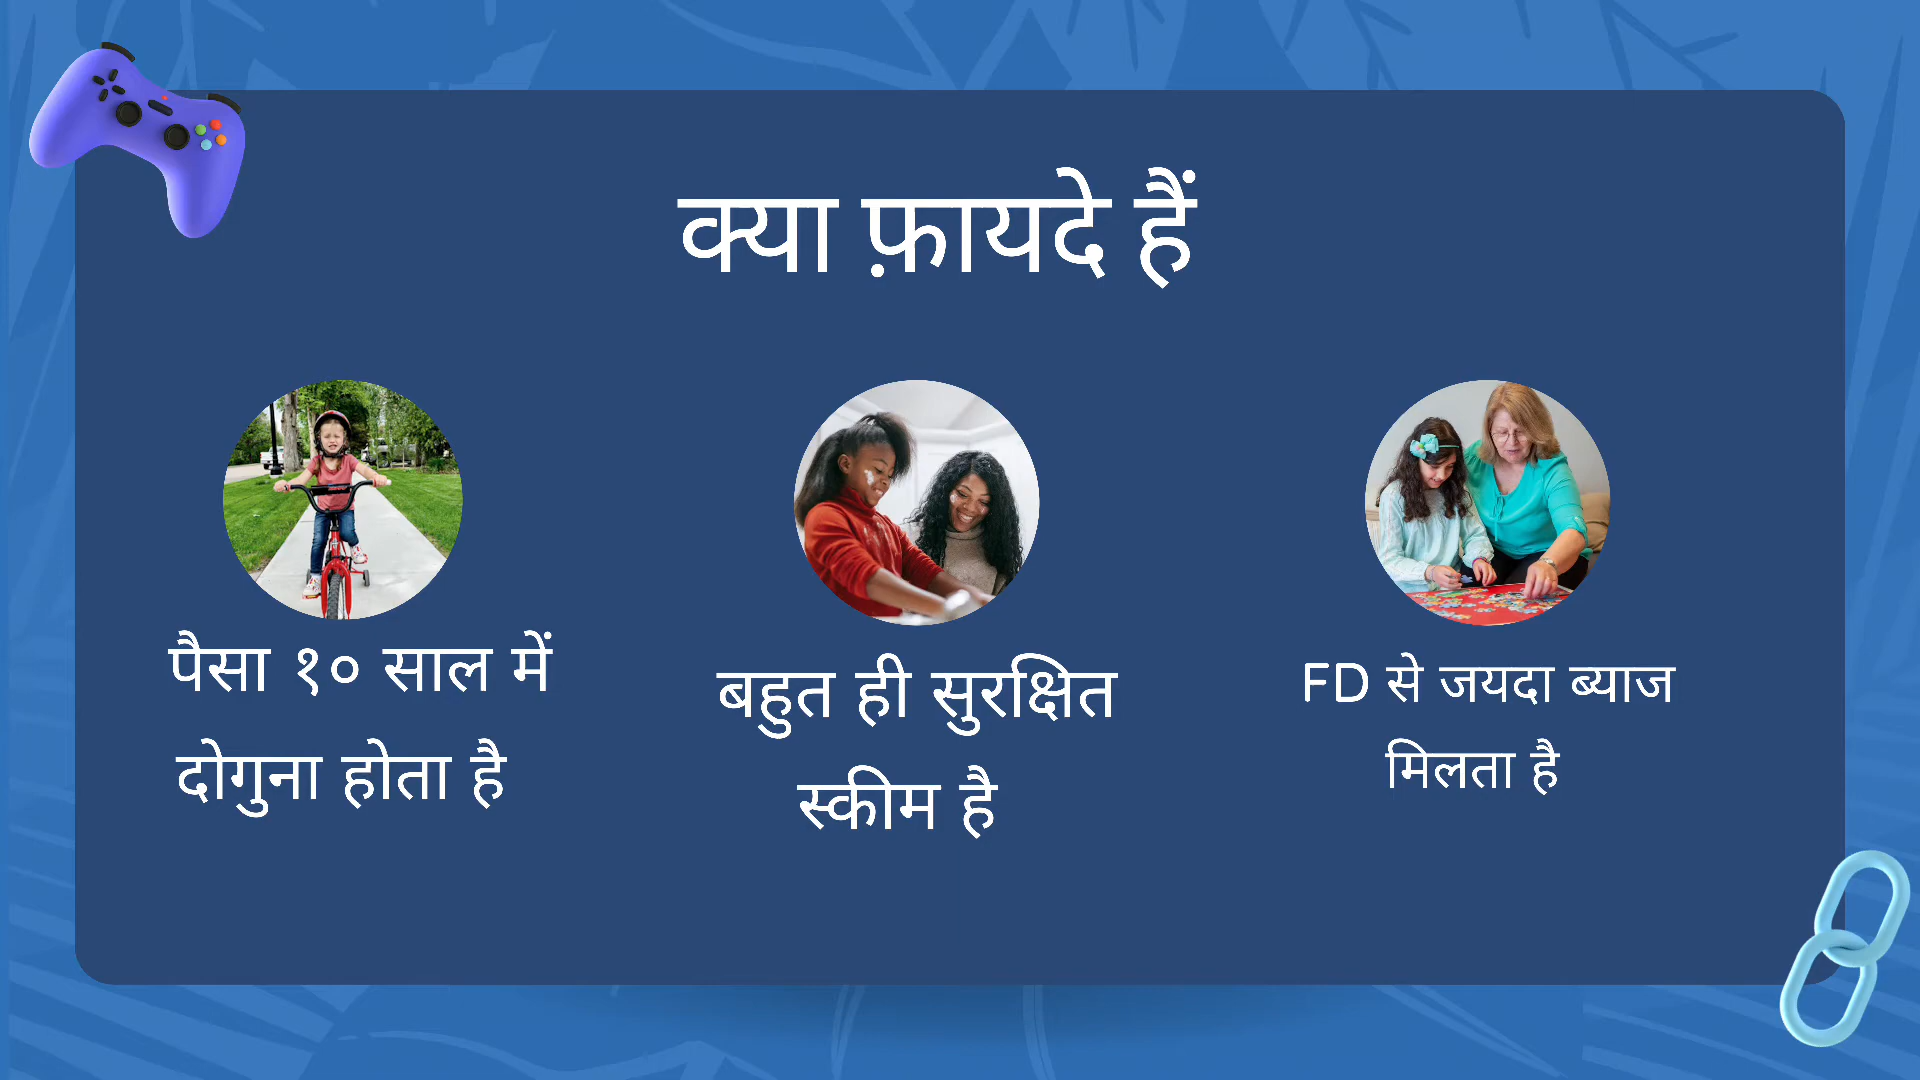 क्या फ़ायदे हैं
पैसा १० साल में
दोगुना होता है
बहुत ही सुरक्षित
स्कीम है
FD से जयदा ब्याज
मिलता है